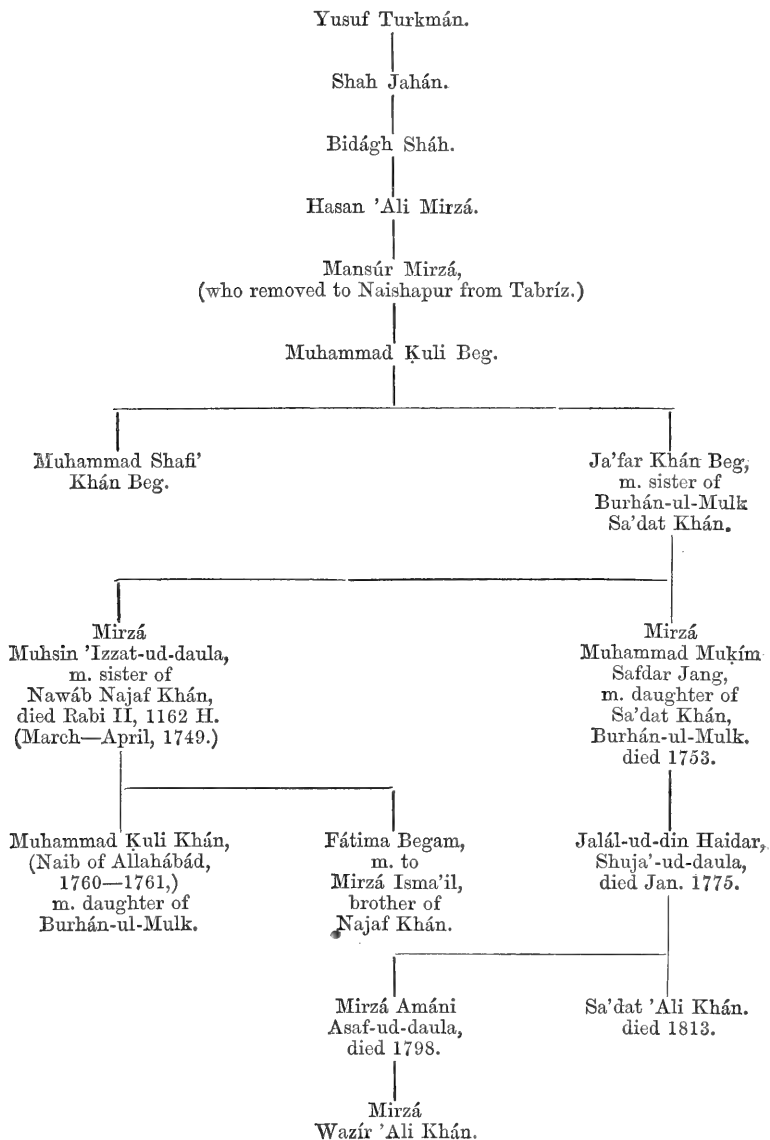 Yusuf Turkmán.
Shah Jahán.
Bidágh Sháh.
Hasan 'Ali Mirzá.
Mansúr Mirzá,
(who removed to Naishapur from Tabríz.)
Muhammad Ḳuli Beg.
Muhammad Shafi'
Khán Beg.
Ja'far Khán Beg,
m. sister of
Burhán-ul-Mulk
Sa'dat Khán.
Mirzá
Muhsin 'Izzat-ud-daula,
m. sister of
Nawáb Najaf Khán,
died Rabi II, 1162 H.
(March—April, 1749.)
Mirzá
Muhammad Muḳím
Safdar Jang,
m. daughter of
Sa'dat Khán,
Burhán-ul-Mulk.
died 1753.
Muhammad Ḳuli Khán,
(Naib of Allahábád,
1760—1761,)
m. daughter of
Burhán-ul-Mulk.
Fátima Begam,
m. to
Mirzá Isma'il,
brother of
Najaf Khán.
Jalál-ud-din Haidar,
Shuja'-ud-daula,
died Jan. 1775.
Mirzá Amáni
Asaf-ud-daula,
died 1798.
Sa'dat 'Ali Khán.
died 1813.
Mirzá
Wazír 'Ali Khán.